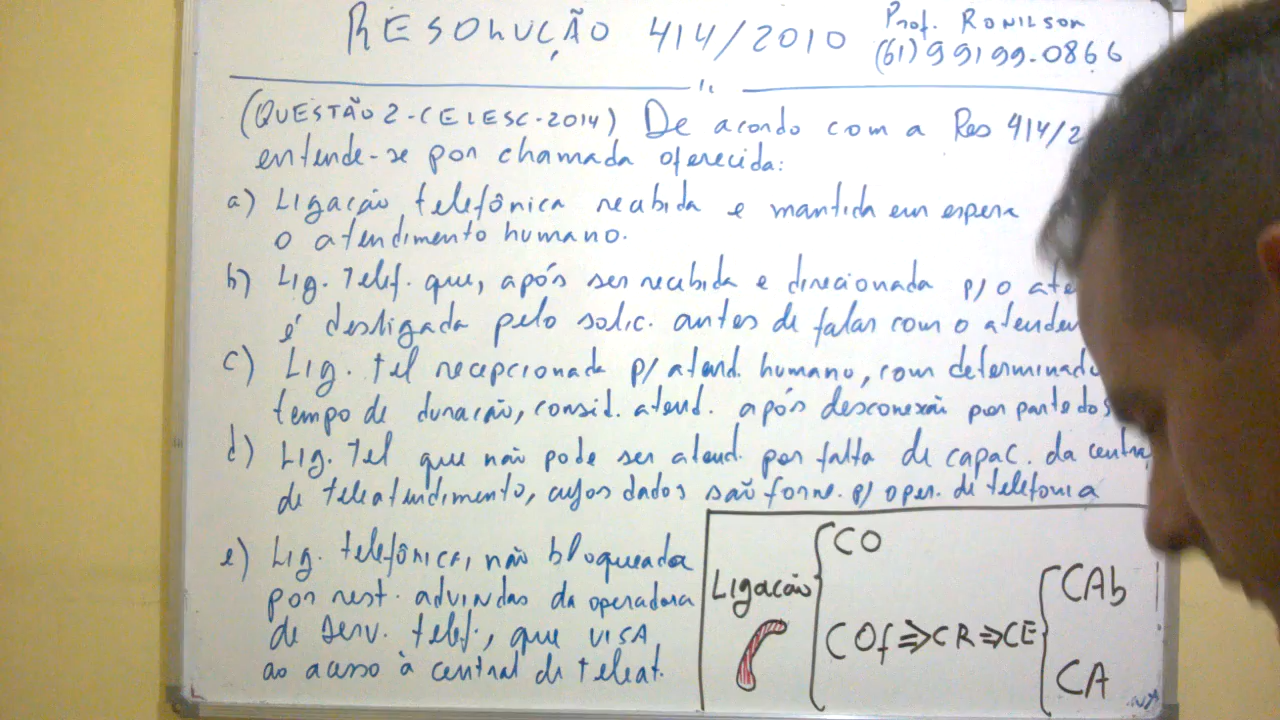 RESOLUÇÃO 414/2010
Prof. RONILSON
(61) 99199-0866
(QUESTÃO 2-CELESC-2014) De acordo com a Res 414/2
entende-se por chamada oferecida:
a) Ligação telefônica recebida e mantida em espera
o atendimento humano.
b) Lig. Telef. que, após ser recebida e direcionada p/ o ate
é desligada pelo solic. antes de falar com o atenden
c) Lig. tel recepcionada p/ atend. humano, com determinado
tempo de duração, consid. atend. após desconexão por parte dos
d) Lig. Tel que não pode ser atend. por falta de capac. da centra
de teleatendimento, cujos dados são forne. p/ oper. de telefonia
e) Lig. telefônica, não bloqueada
por rest. advindas da operadora
de serv. telef., que VISA
ao acesso à central de teleat.
Ligação
CO
COf⇒CR⇒CE
CAb
CA